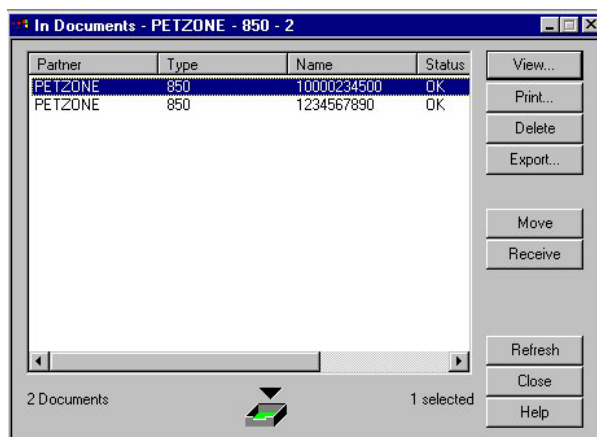 In Documents - PETZONE - 850 - 2
Partner Type Name Status
PETZONE 850 10000234500 OK
PETZONE 850 1234567890 OK
View...
Print...
Delete
Export...
Move
Receive
Refresh
Close
Help
2 Documents 1 selected